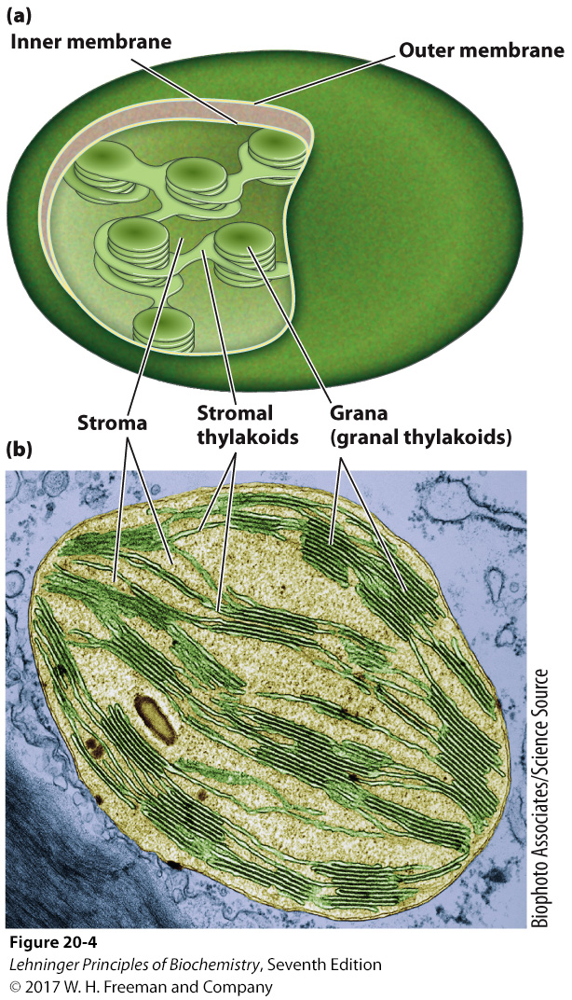 (a)
Inner membrane
Outer membrane
Stroma
Stromal
thylakoids
Grana
(granal thylakoids)
(b)
Biophoto Associates/Science Source
Figure 20-4
Lehninger Principles of Biochemistry, Seventh Edition
© 2017 W. H. Freeman and Company